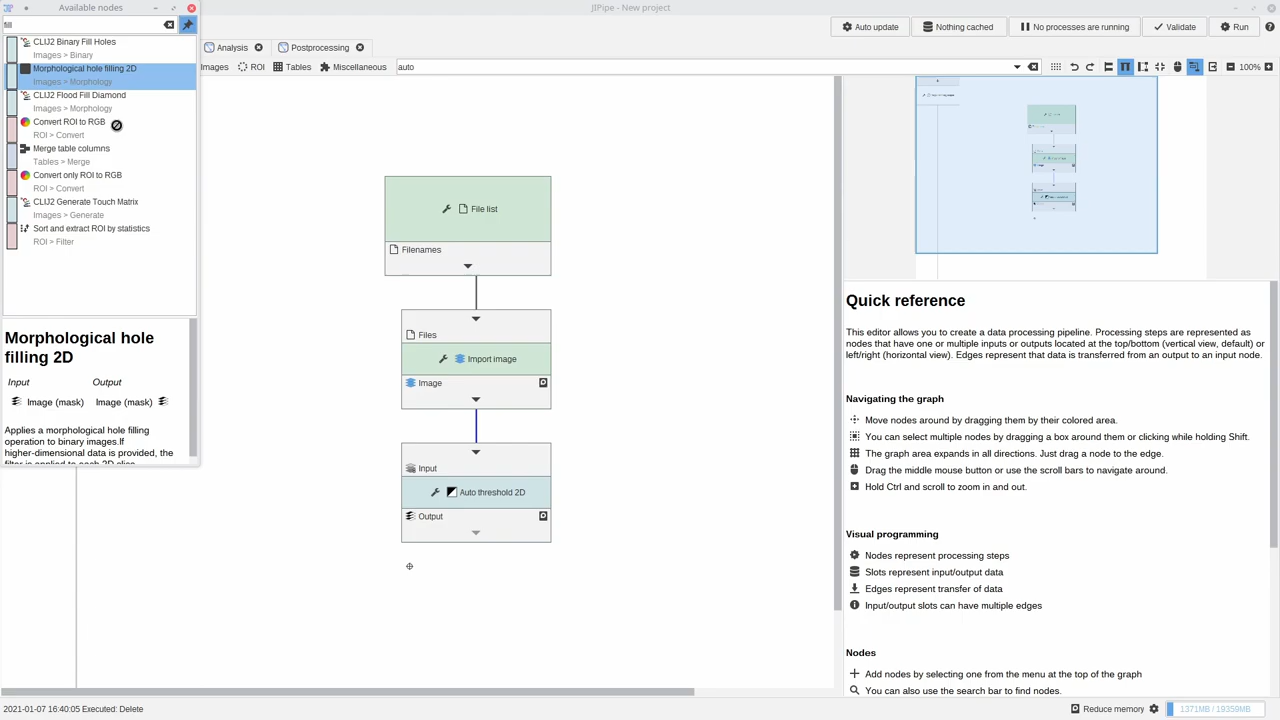 Available nodes
JIPipe - New project
Auto update
Nothing cached
No processes are running
Validate
Run
Analysis
Postprocessing
Images
ROI
Tables
Miscellaneous
auto
100%
CLIJ2 Binary Fill Holes
Images > Binary
Morphological hole filling 2D
Images > Morphology
CLIJ2 Flood Fill Diamond
Images > Morphology
Convert ROI to RGB
ROI > Convert
Merge table columns
Tables > Merge
Convert only ROI to RGB
ROI > Convert
CLIJ2 Generate Touch Matrix
Images > Generate
Sort and extract ROI by statistics
ROI > Filter
Morphological hole
filling 2D
Input Output
Image (mask) Image (mask)
Applies a morphological hole filling
operation to binary images.If
higher-dimensional data is provided, the
filter is applied to each 2D slice.
File list
Filenames
Files
Import image
Image
Input
Auto threshold 2D
Output
Quick reference
This editor allows you to create a data processing pipeline. Processing steps are represented as
nodes that have one or multiple inputs or outputs located at the top/bottom (vertical view, default) or
left/right (horizontal view). Edges represent that data is transferred from an output to an input node.
Navigating the graph
Move nodes around by dragging them by their colored area.
You can select multiple nodes by dragging a box around them or clicking while holding Shift.
The graph area expands in all directions. Just drag a node to the edge.
Drag the middle mouse button or use the scroll bars to navigate around.
Hold Ctrl and scroll to zoom in and out.
Visual programming
Nodes represent processing steps
Slots represent input/output data
Edges represent transfer of data
Input/output slots can have multiple edges
Nodes
Add nodes by selecting one from the menu at the top of the graph
You can also use the search bar to find nodes.
2021-01-07 16:40:05 Executed: Delete
Reduce memory
1371MB / 19359MB